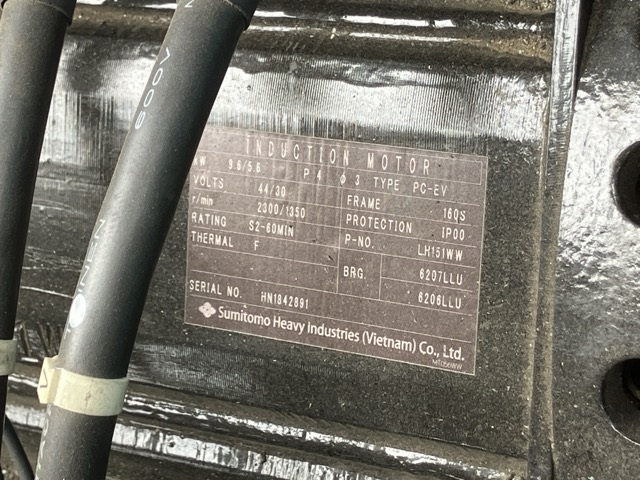 600V
INDUCTION MOTOR
kW 9.6/5.6 P 4 φ 3 TYPE PC-EV
VOLTS 44/30 FRAME 160S
r/min 2300/1350 PROTECTION IP00
RATING S2-60MIN P-NO. LH151WW
THERMAL F BRG. 6207LLU
6206LLU
SERIAL NO. HN1842891
Sumitomo Heavy Industries (Vietnam) Co., Ltd.